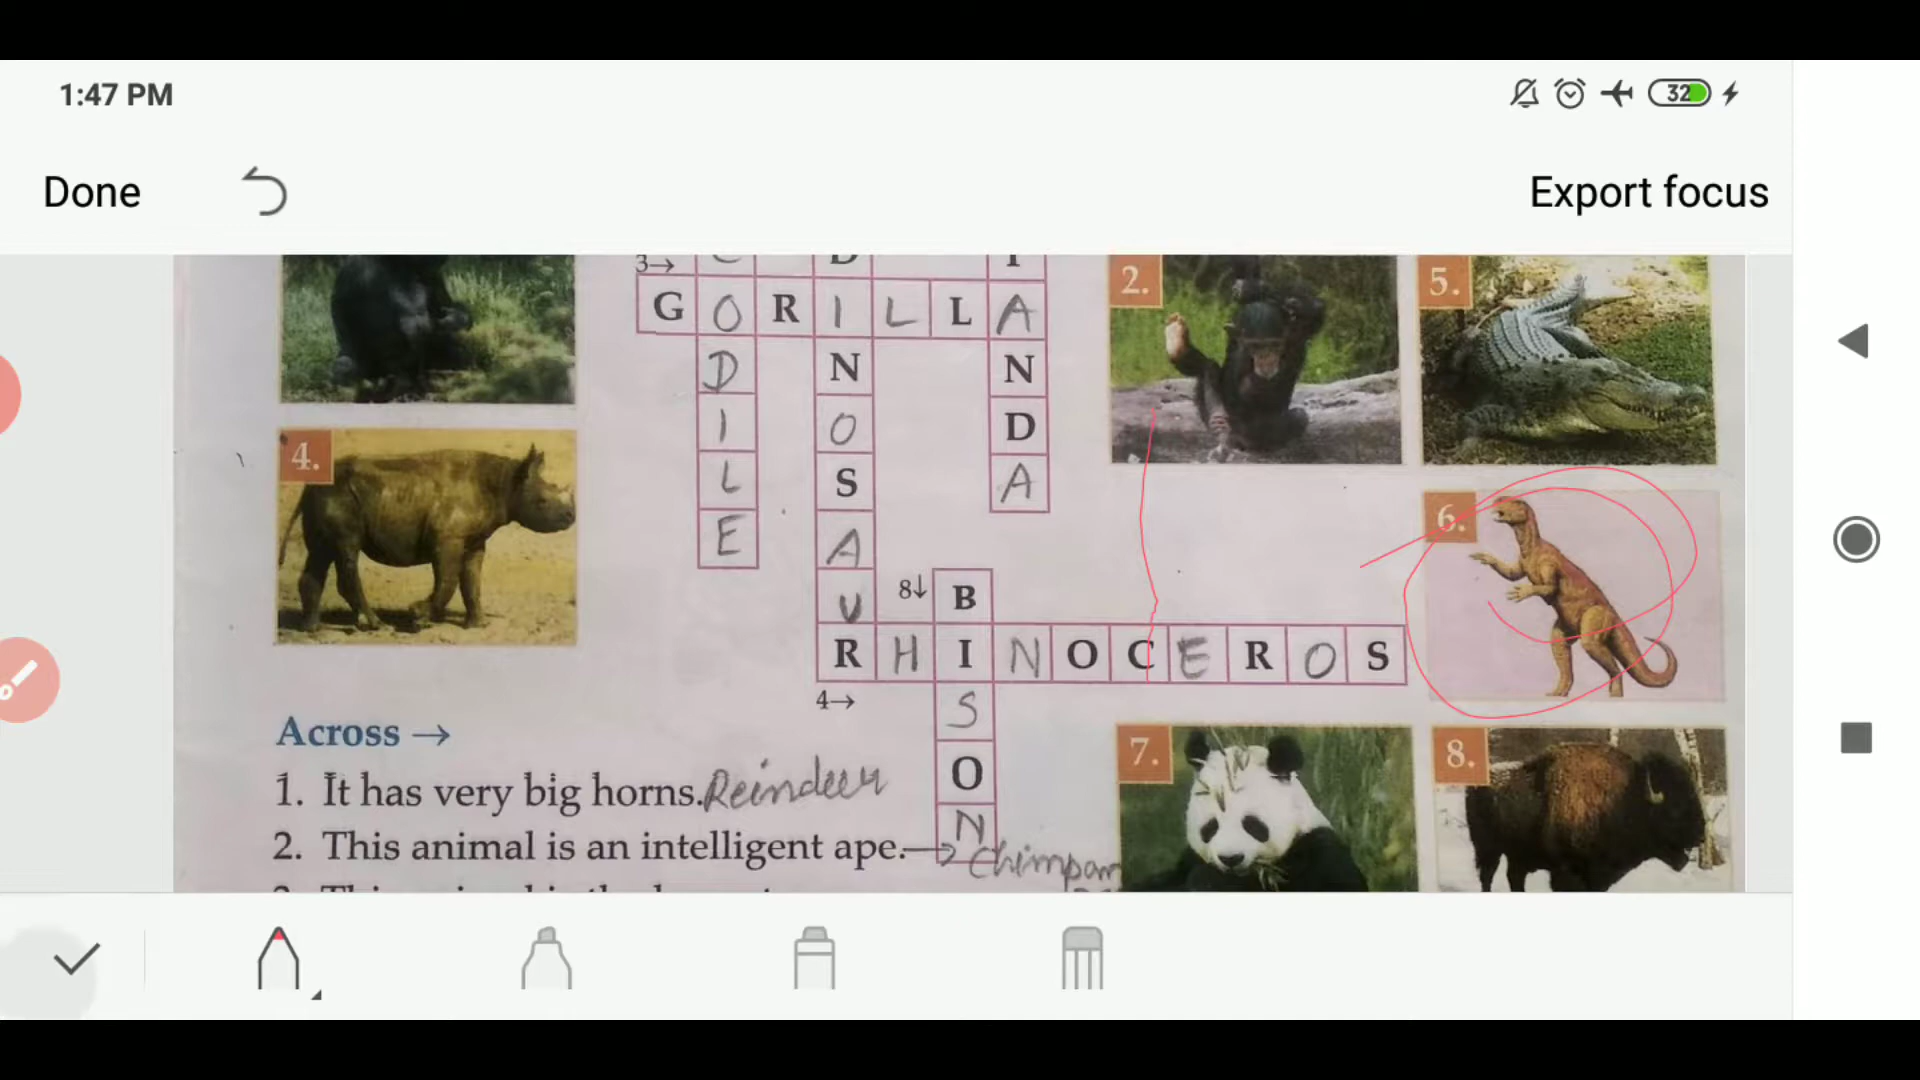 1:47 PM
32
Done
Export focus
3→
G O R I L L A
2.
5.
D N N
I O D
4.
L S A
6.
E A
U 8↓ B
R H I N O C E R O S
4→
S
Across →
7.
8.
O
1. It has very big horns. Reindeer
N
2. This animal is an intelligent ape. →